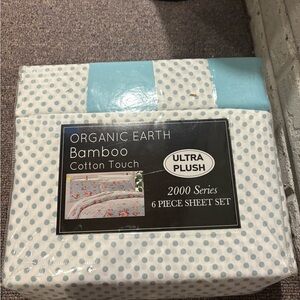 ORGANIC EARTH
Bamboo
Cotton Touch
ULTRA
PLUSH
2000 Series
6 PIECE SHEET SET